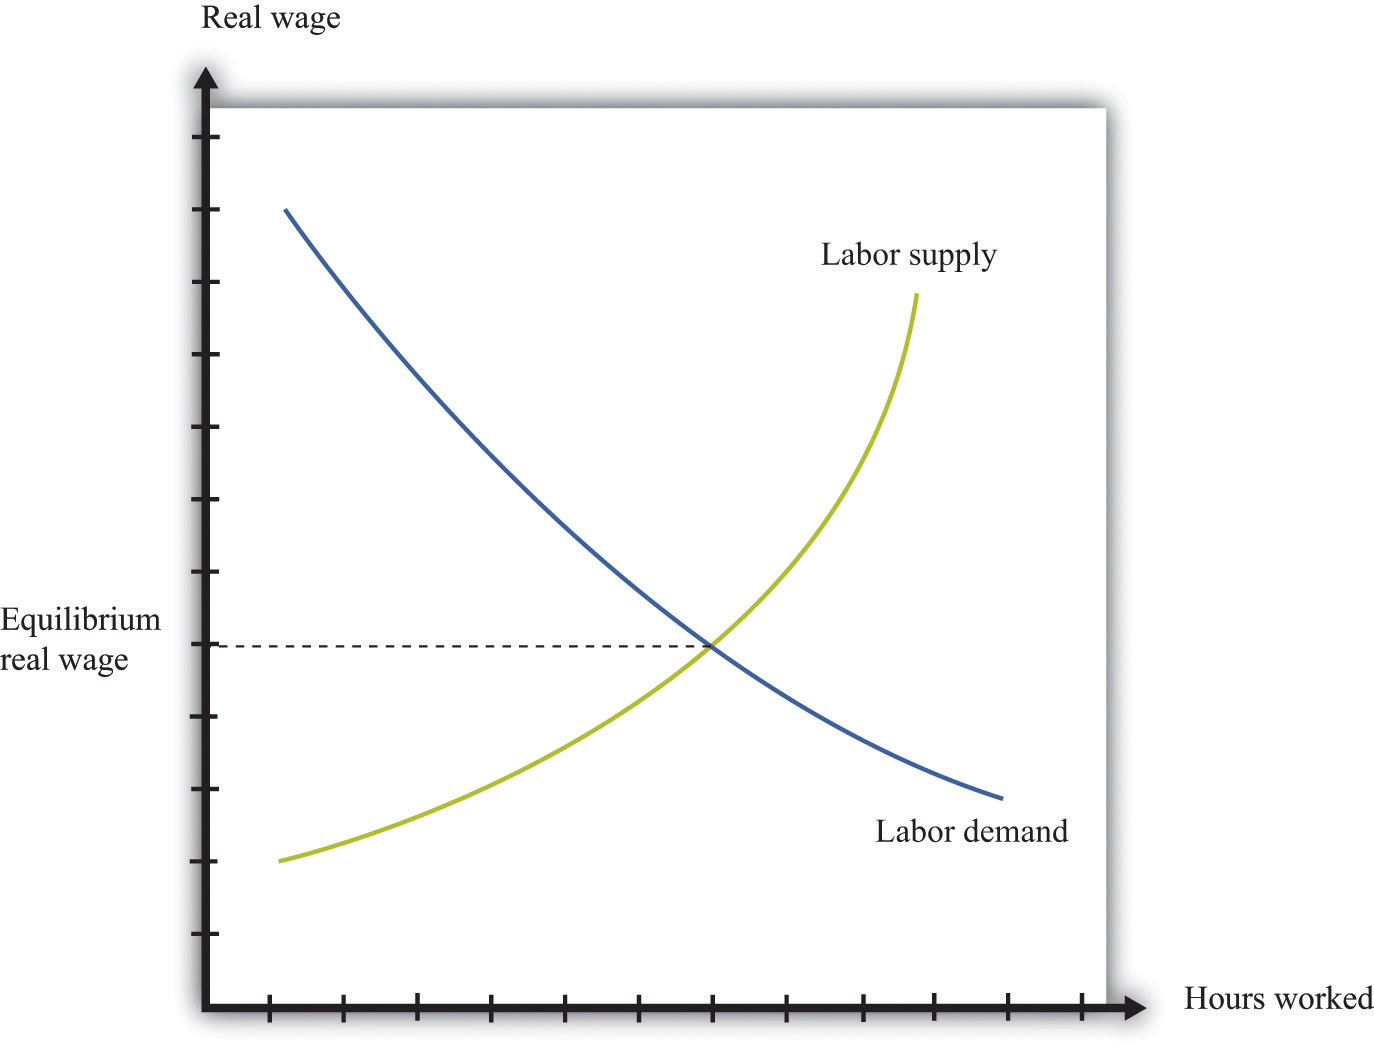 Real wage
Labor supply
Equilibrium
real wage
Labor demand
Hours worked